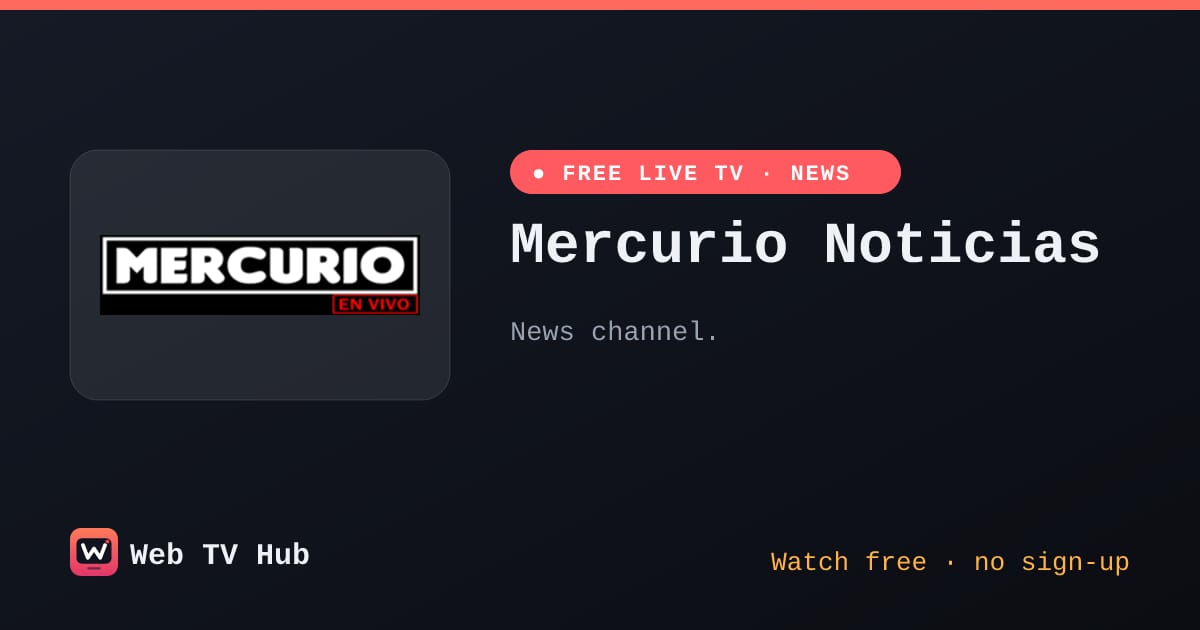 MERCURIO
EN VIVO
• FREE LIVE TV · NEWS
Mercurio Noticias
News channel.
W
Web TV Hub
Watch free · no sign-up